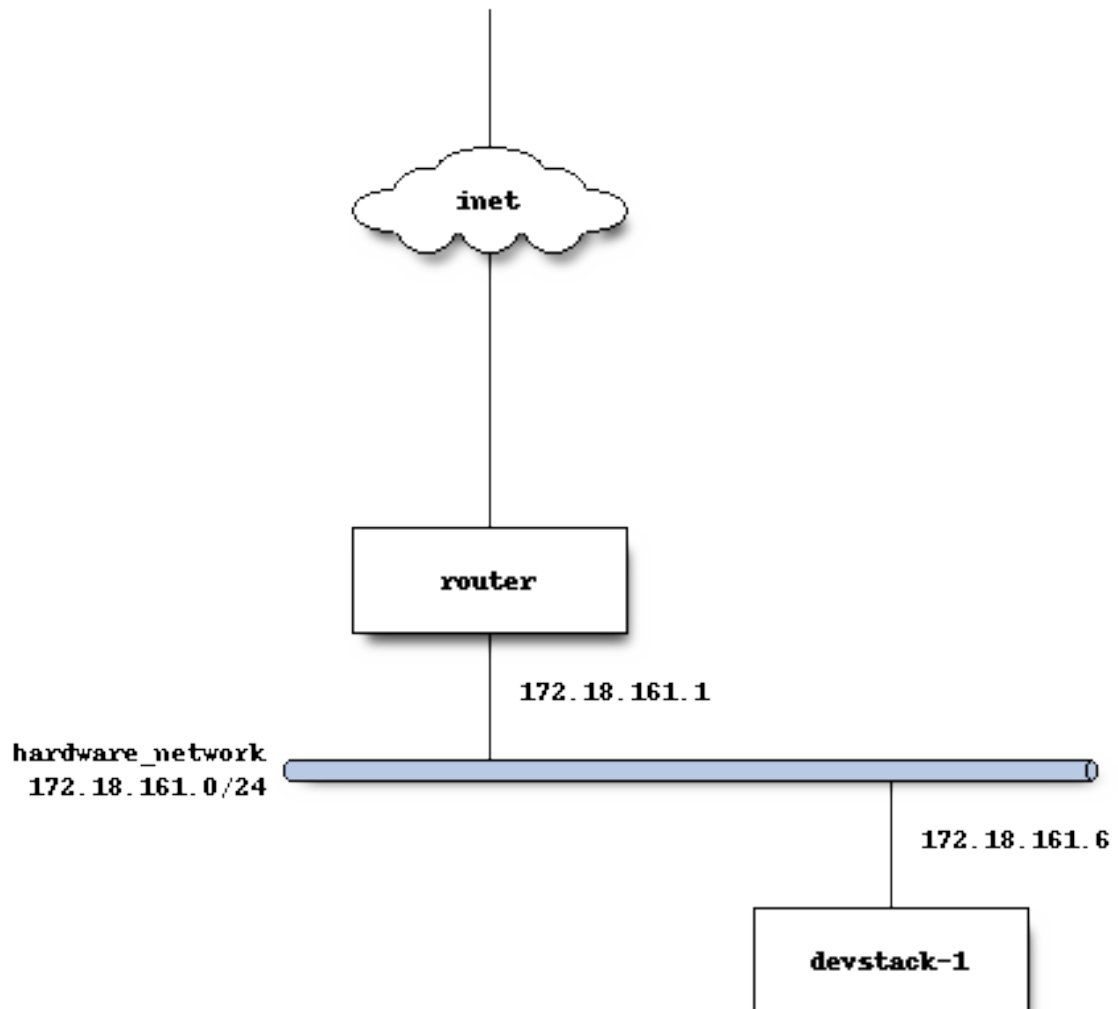 inet
router
172.18.161.1
hardware_network
172.18.161.0/24
172.18.161.6
devstack-1